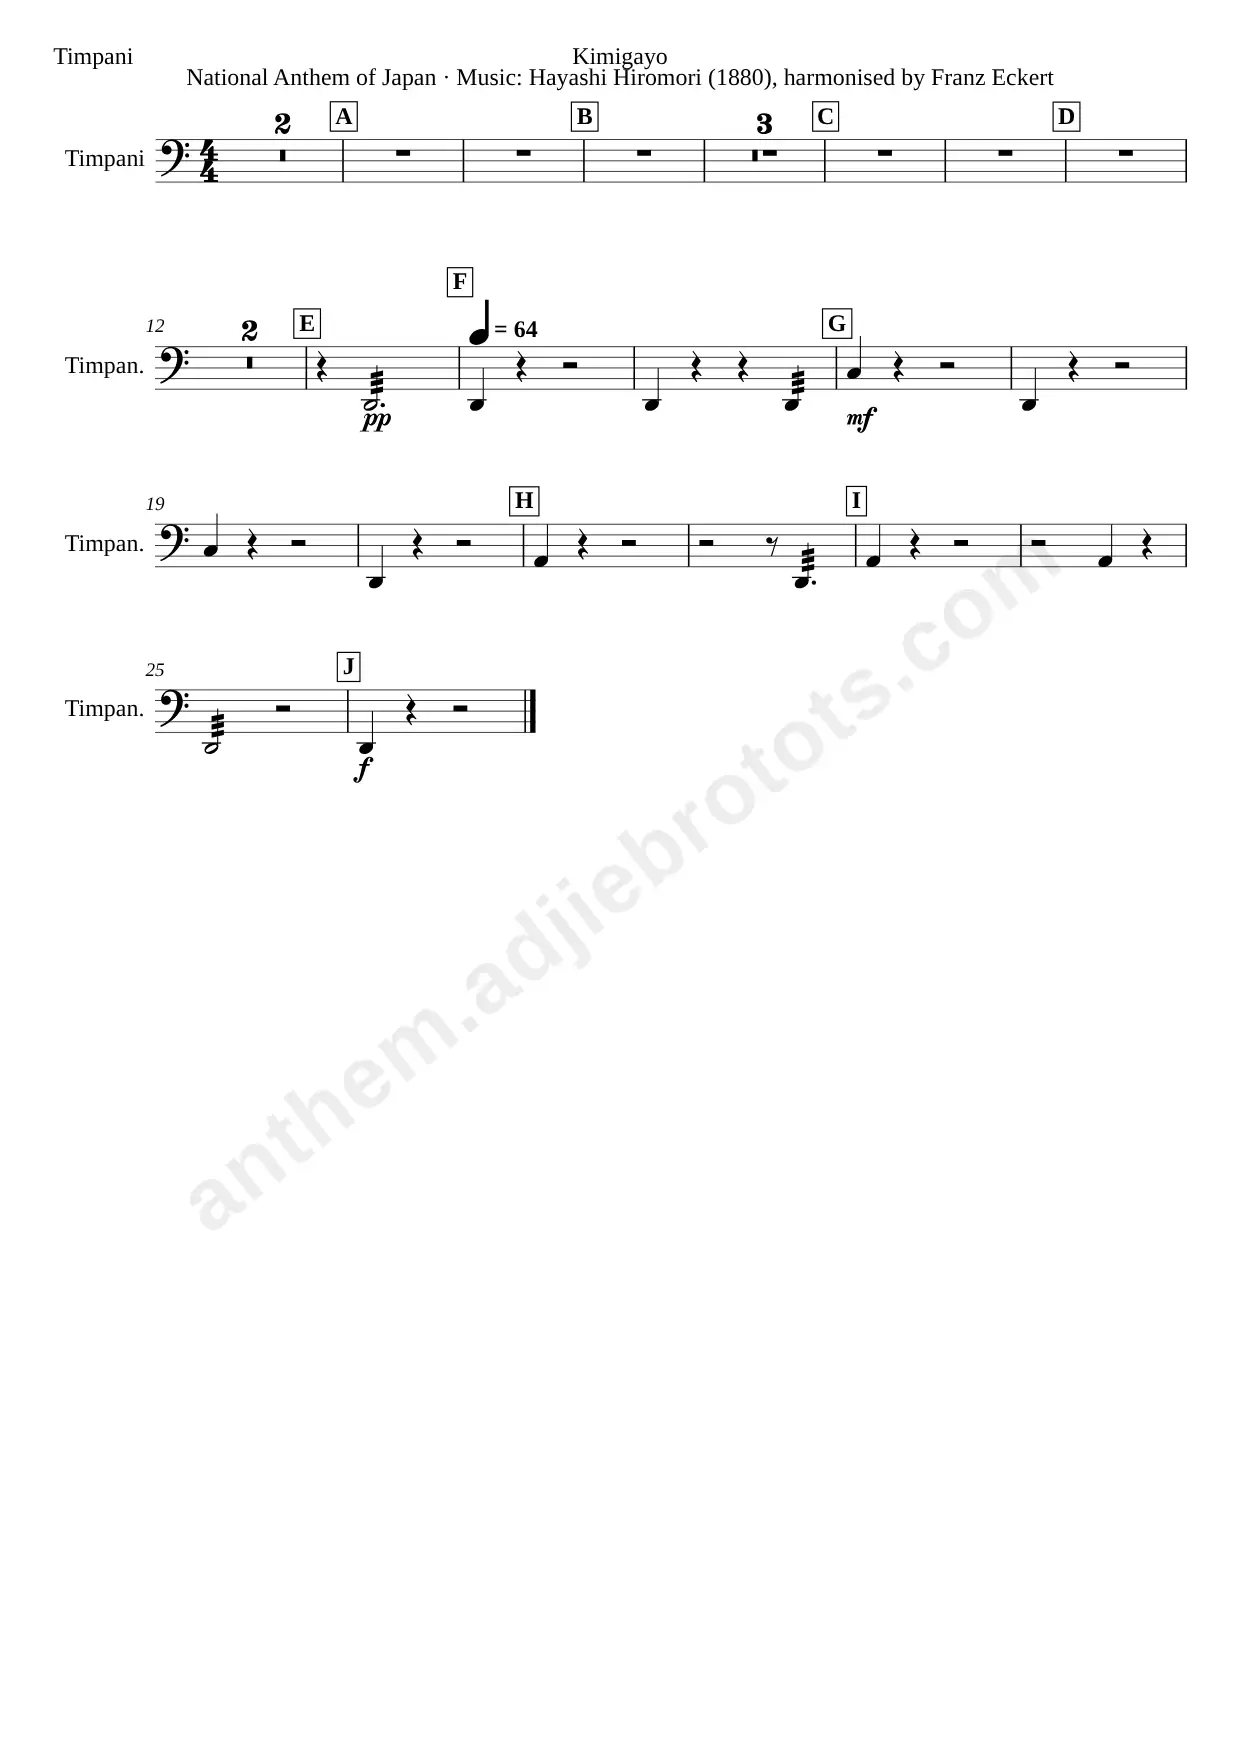 Timpani
Kimigayo
National Anthem of Japan · Music: Hayashi Hiromori (1880), harmonised by Franz Eckert
2 A B 3 C D
Timpani
F
12 2 E = 64 G
Timpan.
pp mf
19 H I
Timpan.
25 J
Timpan.
f
anthem.adjiebrotots.com